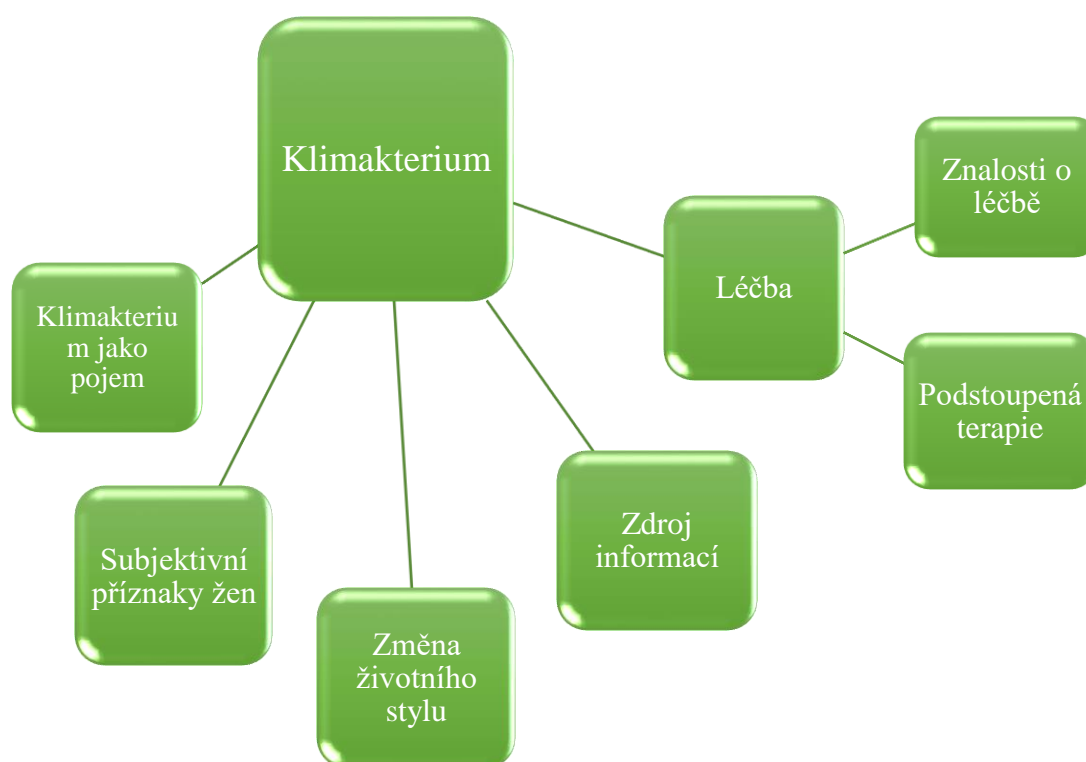 Klimakterium
Znalosti o
léčbě
Léčba
Klimakteriu
m jako
pojem
Podstoupená
terapie
Zdroj
informací
Subjektivní
příznaky žen
Změna
životního
stylu